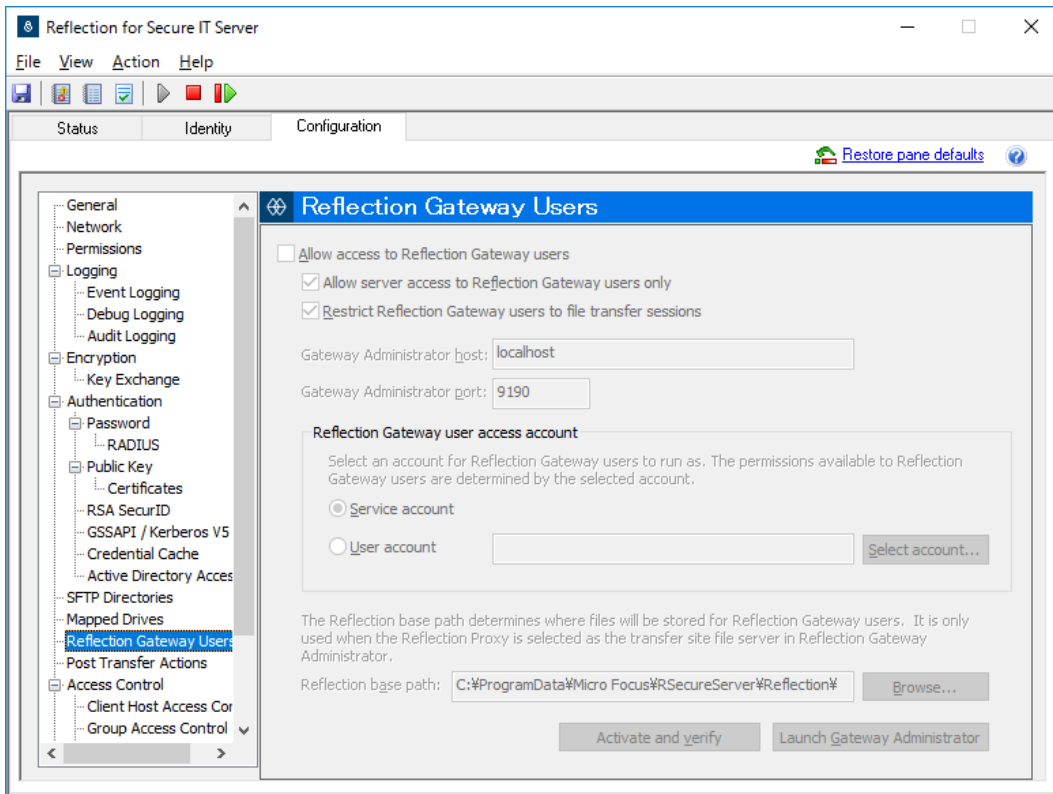 Reflection for Secure IT Server
File View Action Help
Status Identity Configuration
Restore pane defaults
General
Network
Permissions
Logging
Event Logging
Debug Logging
Audit Logging
Encryption
Key Exchange
Authentication
Password
RADIUS
Public Key
Certificates
RSA SecurID
GSSAPI / Kerberos V5
Credential Cache
Active Directory Acces
SFTP Directories
Mapped Drives
Reflection Gateway Users
Post Transfer Actions
Access Control
Client Host Access Cor
Group Access Control
Reflection Gateway Users
Allow access to Reflection Gateway users
Allow server access to Reflection Gateway users only
Restrict Reflection Gateway users to file transfer sessions
Gateway Administrator host: localhost
Gateway Administrator port: 9190
Reflection Gateway user access account
Select an account for Reflection Gateway users to run as. The permissions available to Reflection
Gateway users are determined by the selected account.
Service account
User account Select account...
The Reflection base path determines where files will be stored for Reflection Gateway users. It is only
used when the Reflection Proxy is selected as the transfer site file server in Reflection Gateway
Administrator.
Reflection base path: C:¥ProgramData¥Micro Focus¥RSecureServer¥Reflection¥ Browse...
Activate and verify Launch Gateway Administrator